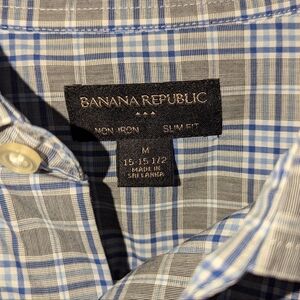 BANANA REPUBLIC
NON-IRON SLIM FIT
M
15-15 1/2
MADE IN
SRI LANKA